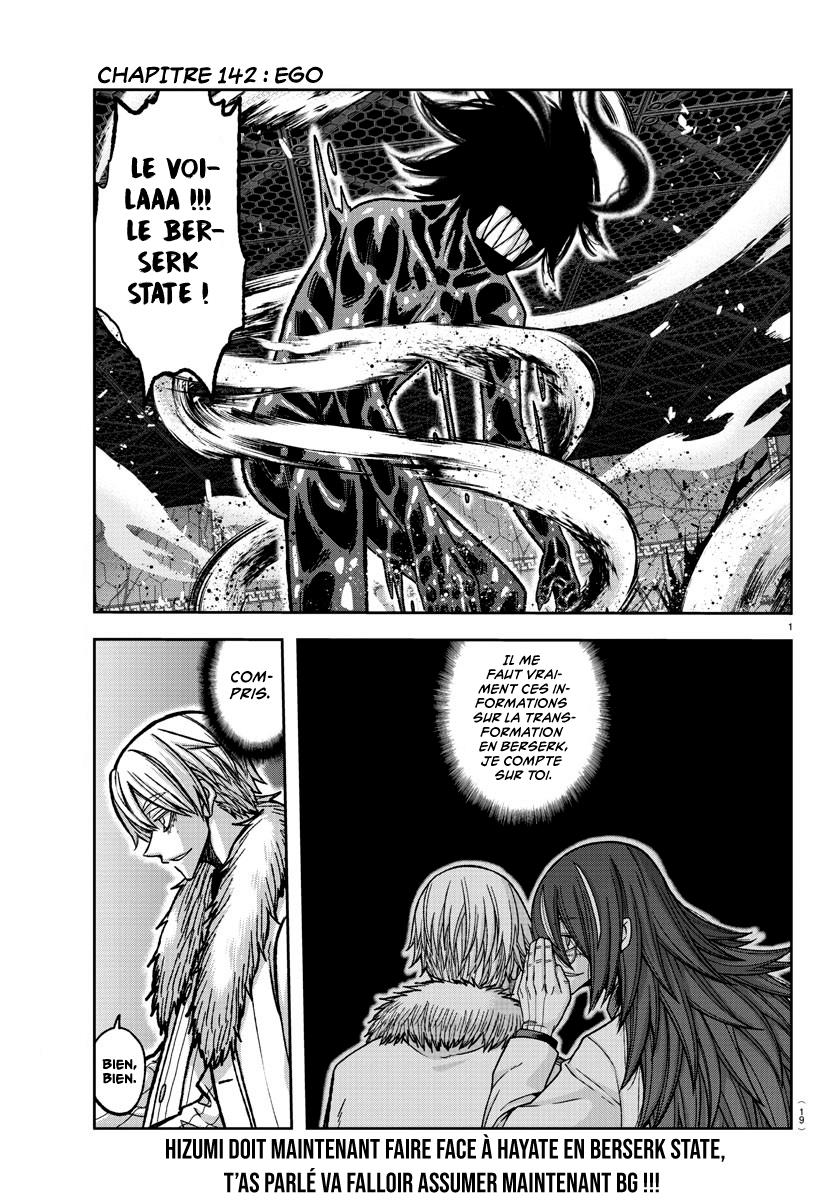 CHAPITRE 142 : EGO
LE VOI-
LAAA !!!
LE BER-
SERK
STATE !
1
IL ME
FAUT VRAI-
MENT CES IN-
FORMATIONS
SUR LA TRANS-
FORMATION
EN BERSERK,
JE COMPTE
SUR TOI.
COM-
PRIS.
BIEN,
BIEN.
(19)
HIZUMI DOIT MAINTENANT FAIRE FACE À HAYATE EN BERSERK STATE,
T'AS PARLÉ VA FALLOIR ASSUMER MAINTENANT BG !!!